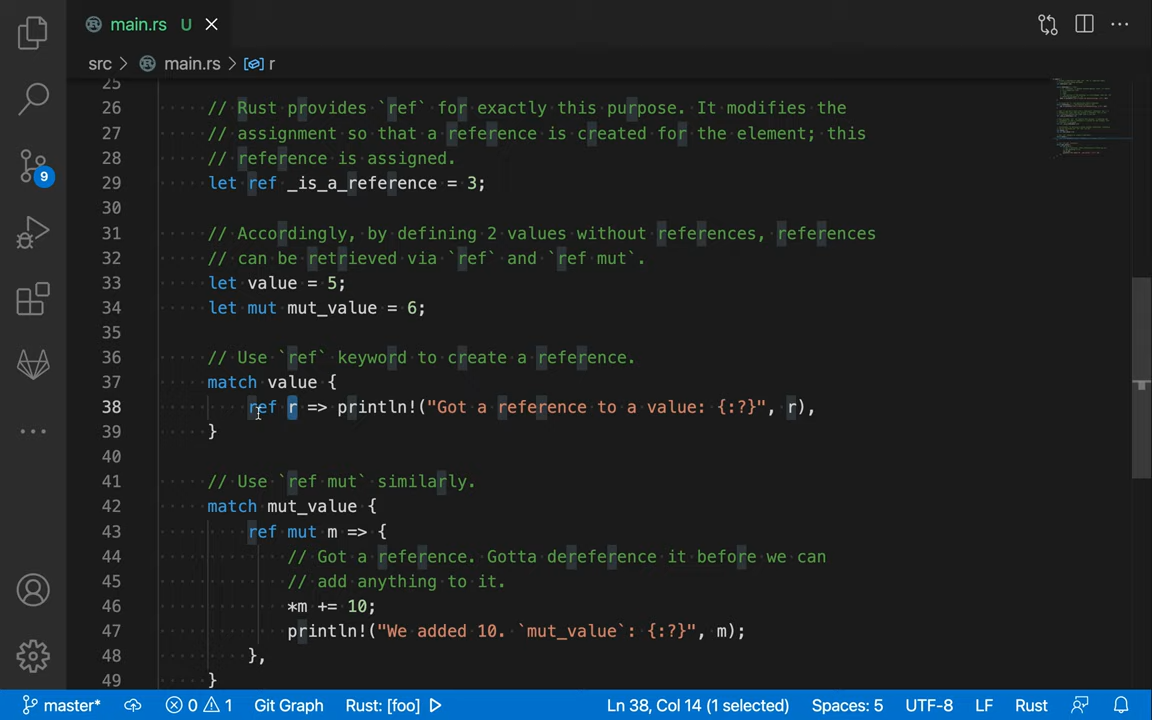 main.rs U
src > main.rs > r
25
26 // Rust provides `ref` for exactly this purpose. It modifies the
27 // assignment so that a reference is created for the element; this
28 // reference is assigned.
29 let ref _is_a_reference = 3;
30
31 // Accordingly, by defining 2 values without references, references
32 // can be retrieved via `ref` and `ref mut`.
33 let value = 5;
34 let mut mut_value = 6;
35
36 // Use `ref` keyword to create a reference.
37 match value {
38 ref r => println!("Got a reference to a value: {:?}", r),
39 }
40
41 // Use `ref mut` similarly.
42 match mut_value {
43 ref mut m => {
44 // Got a reference. Gotta dereference it before we can
45 // add anything to it.
46 *m += 10;
47 println!("We added 10. `mut_value`: {:?}", m);
48 },
49 }
9
master* 0 1 Git Graph Rust: [foo] Ln 38, Col 14 (1 selected) Spaces: 5 UTF-8 LF Rust